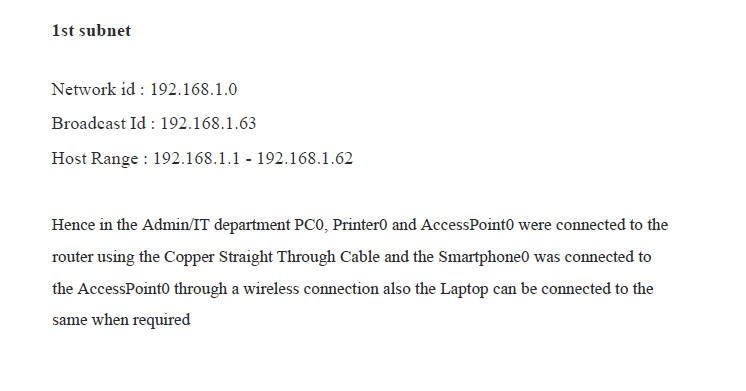 1st subnet
Network id : 192.168.1.0
Broadcast Id : 192.168.1.63
Host Range : 192.168.1.1 - 192.168.1.62
Hence in the Admin/IT department PC0, Printer0 and AccessPoint0 were connected to the
router using the Copper Straight Through Cable and the Smartphone0 was connected to
the AccessPoint0 through a wireless connection also the Laptop can be connected to the
same when required